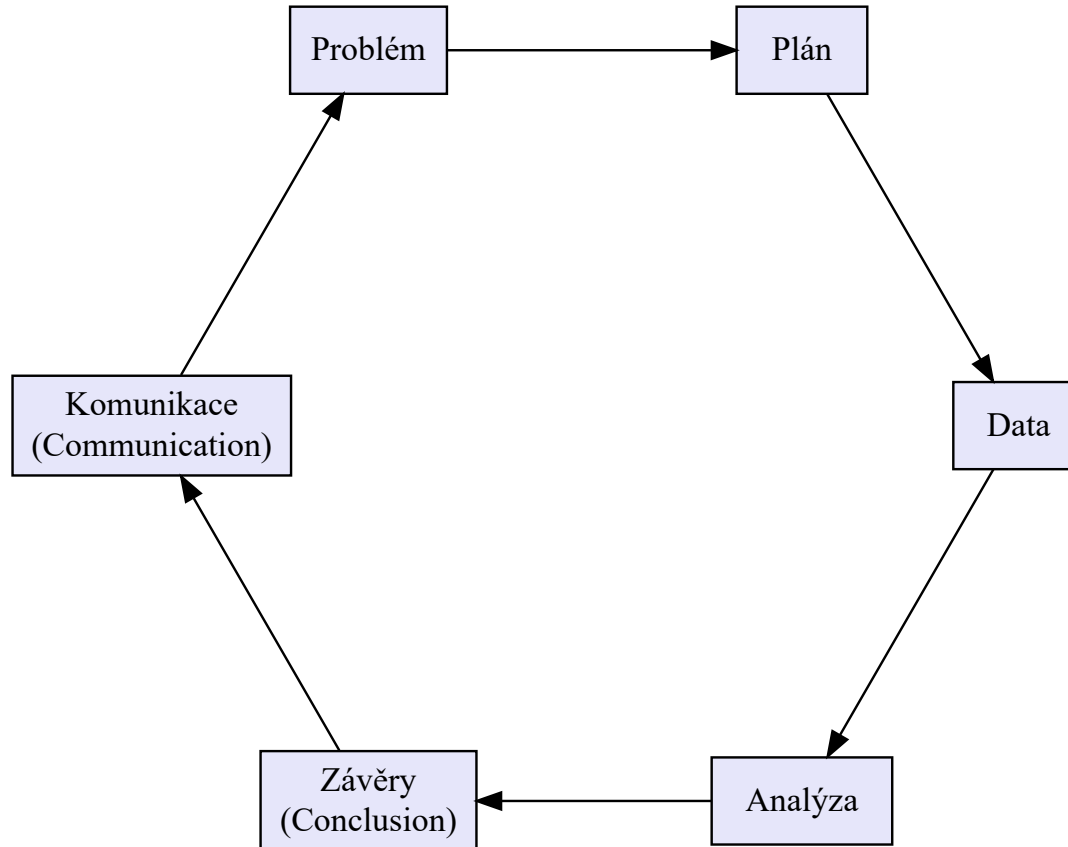 Problém
Plán
Data
Analýza
Závěry
(Conclusion)
Komunikace
(Communication)